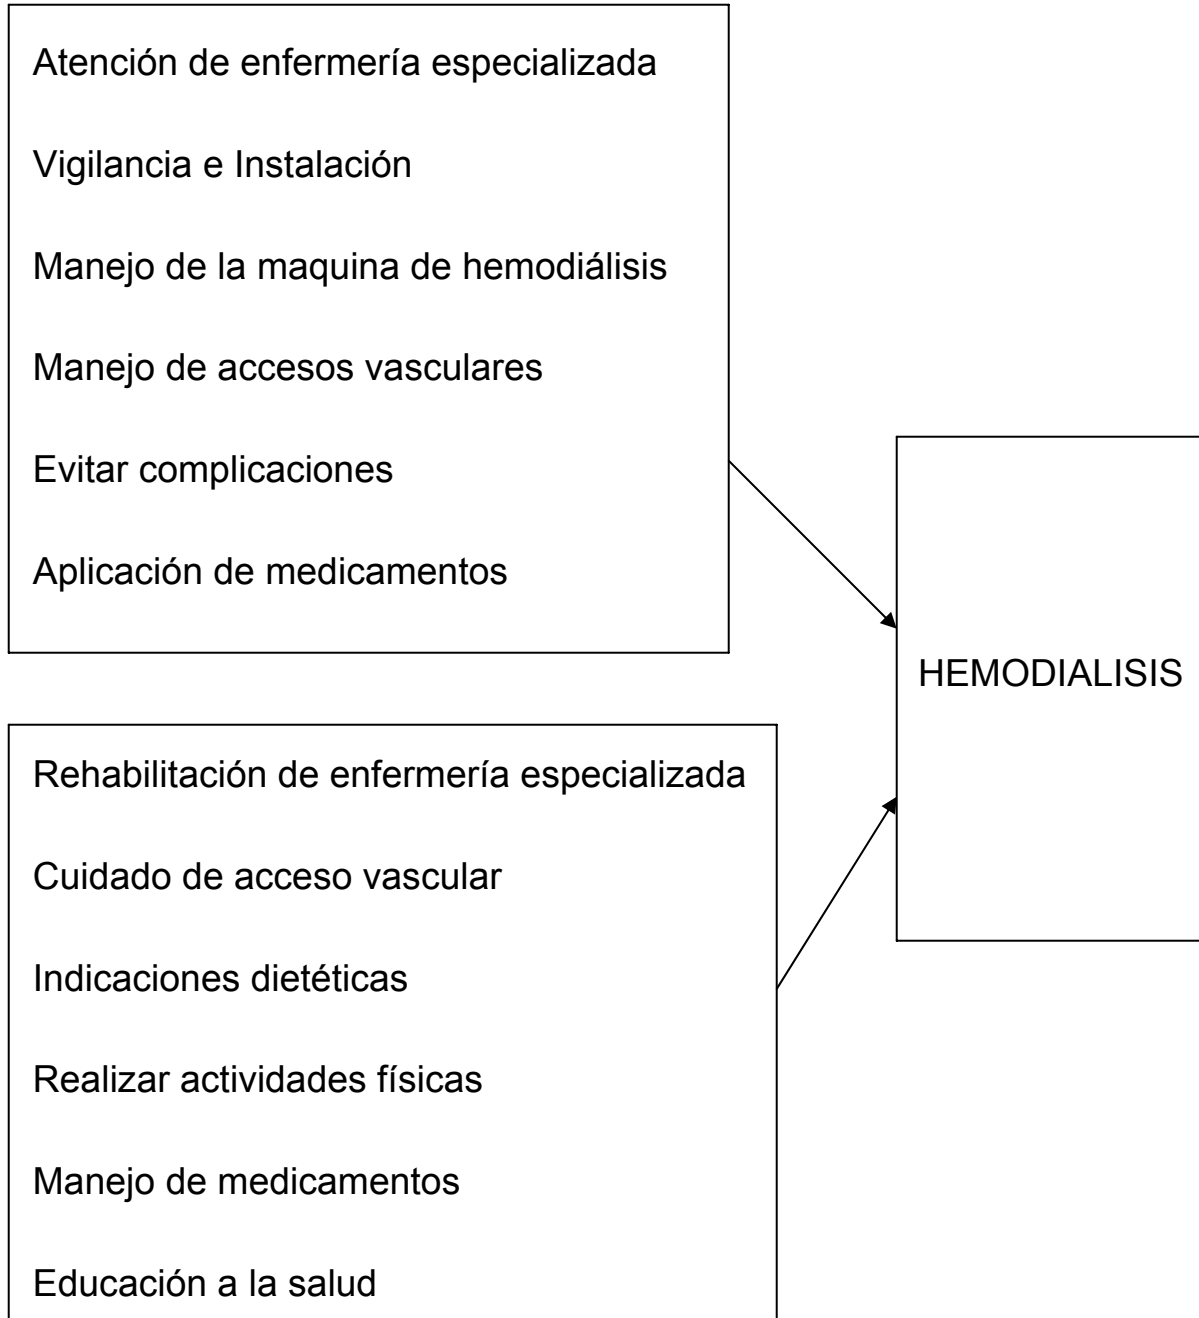 Atención de enfermería especializada
Vigilancia e Instalación
Manejo de la maquina de hemodiálisis
Manejo de accesos vasculares
Evitar complicaciones
Aplicación de medicamentos
HEMODIALISIS
Rehabilitación de enfermería especializada
Cuidado de acceso vascular
Indicaciones dietéticas
Realizar actividades físicas
Manejo de medicamentos
Educación a la salud